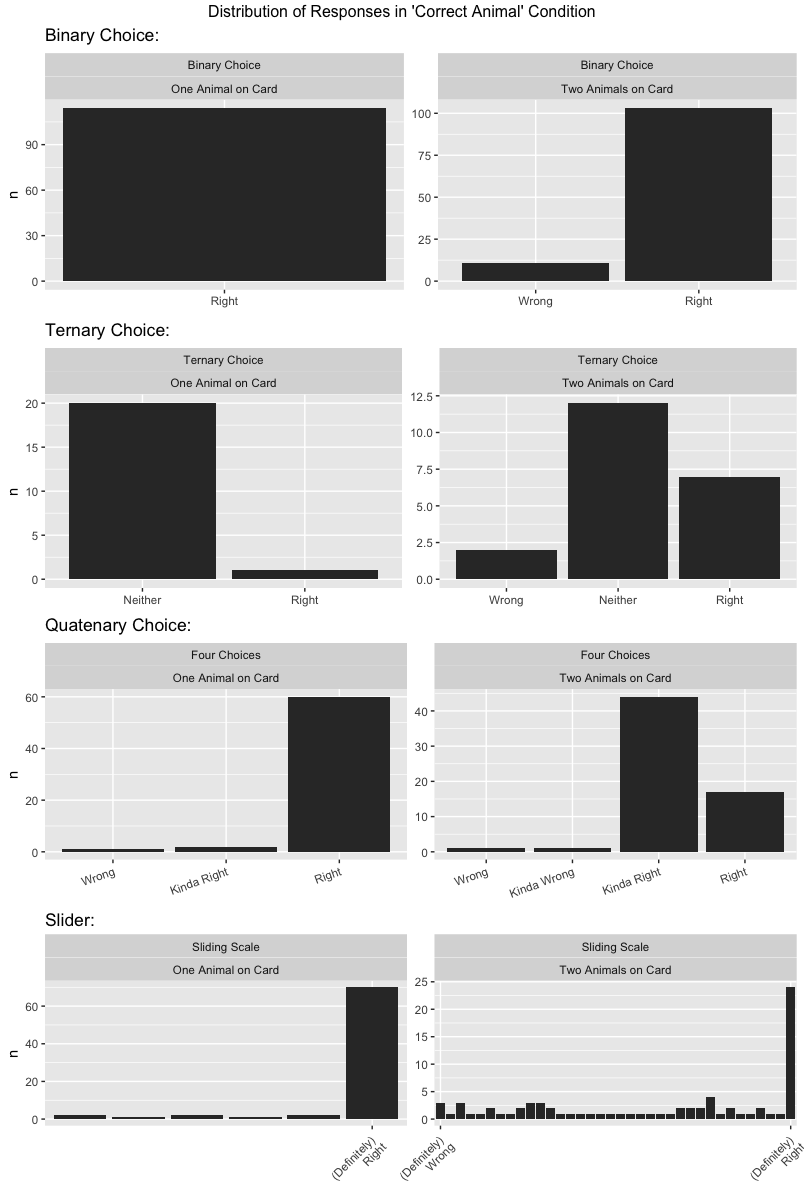 Distribution of Responses in 'Correct Animal' Condition
Binary Choice:
Binary Choice
One Animal on Card
n
90
60
30
0
Right
Binary Choice
Two Animals on Card
100
75
50
25
0
Wrong Right
Ternary Choice:
Ternary Choice
One Animal on Card
n
20
15
10
5
0
Neither Right
Ternary Choice
Two Animals on Card
12.5
10.0
7.5
5.0
2.5
0.0
Wrong Neither Right
Quatenary Choice:
Four Choices
One Animal on Card
n
60
40
20
0
Wrong Kinda Right Right
Four Choices
Two Animals on Card
40
30
20
10
0
Wrong Kinda Wrong Kinda Right Right
Slider:
Sliding Scale
One Animal on Card
n
60
40
20
0
(Definitely)
Right
Sliding Scale
Two Animals on Card
25
20
15
10
5
0
(Definitely)
Wrong
(Definitely)
Right